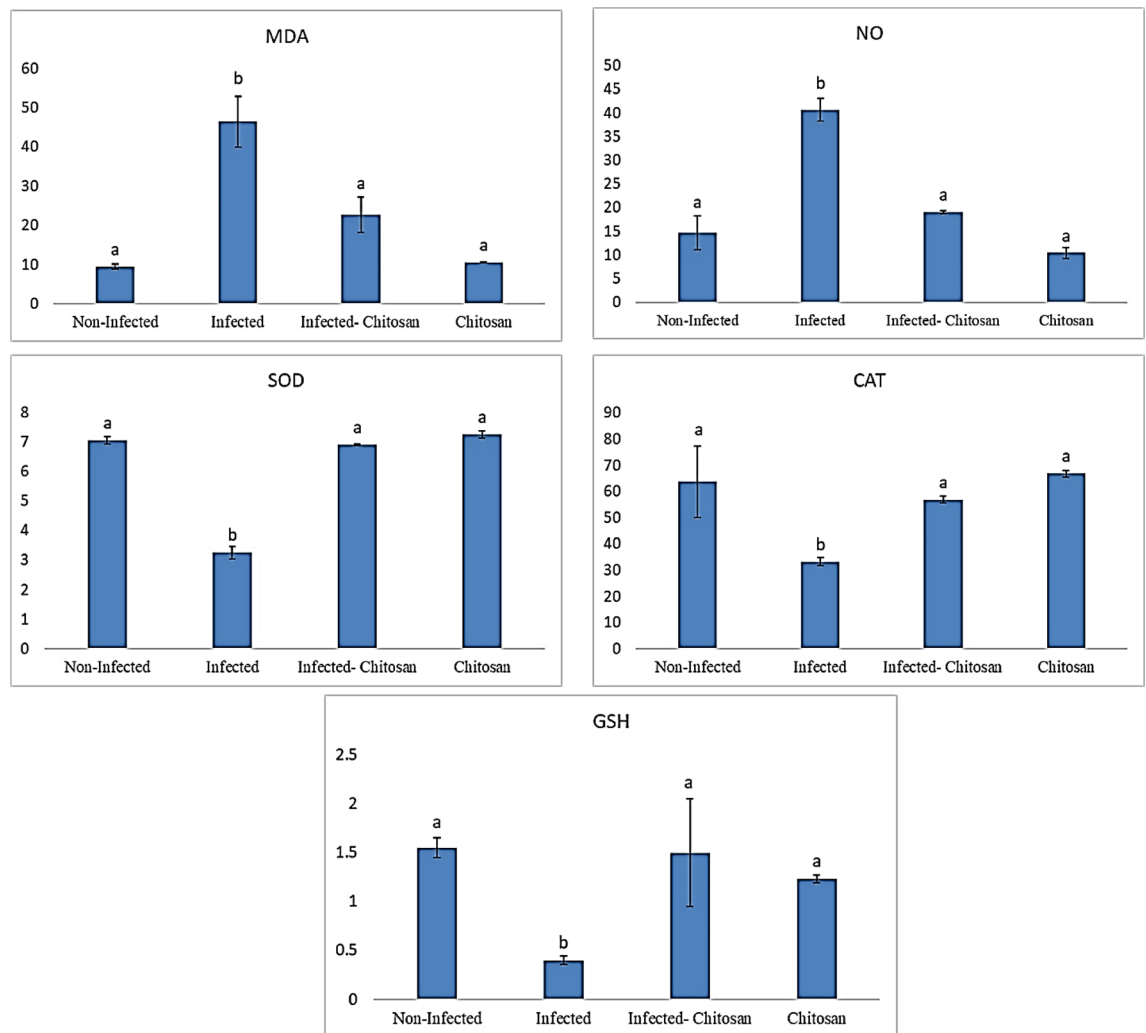 MDA
60
50
40
30
20
10
0
a
b
a
a
Non-Infected Infected Infected- Chitosan Chitosan
NO
50
45
40
35
30
25
20
15
10
5
0
a
b
a
a
Non-Infected Infected Infected- Chitosan Chitosan
SOD
8
7
6
5
4
3
2
1
0
a
b
a
a
Non-Infected Infected Infected- Chitosan Chitosan
CAT
90
80
70
60
50
40
30
20
10
0
a
b
a
a
Non-Infected Infected Infected- Chitosan Chitosan
GSH
2.5
2
1.5
1
0.5
0
a
b
a
a
Non-Infected Infected Infected- Chitosan Chitosan